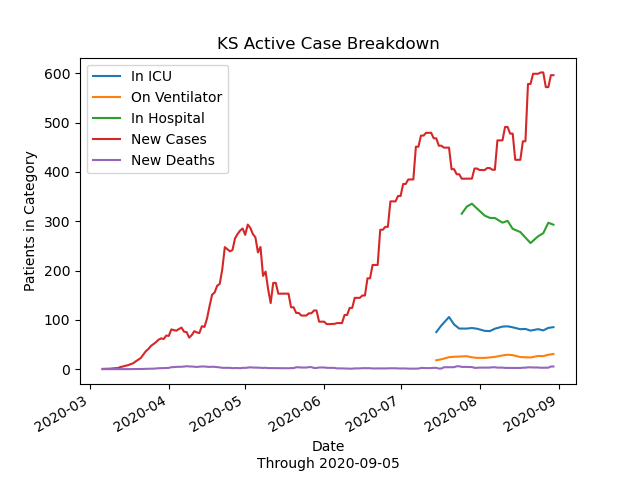 KS Active Case Breakdown
In ICU
On Ventilator
In Hospital
New Cases
New Deaths
Patients in Category
600
500
400
300
200
100
0
2020-03
2020-04
2020-05
2020-06
2020-07
2020-08
2020-09
Date
Through 2020-09-05